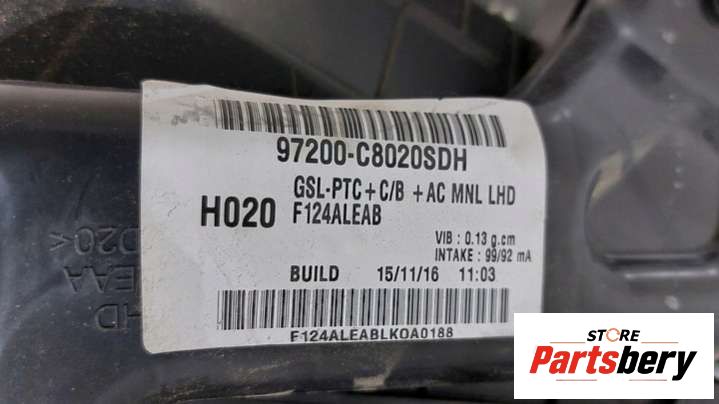 97200-C8020SDH
GSL-PTC+C/B +AC MNL LHD
H020 F124ALEAB
VIB : 0.13 g.cm
INTAKE : 99/92 mA
BUILD 15/11/16 11:03
F124ALEABLKOA0188
STORE
Partsbery